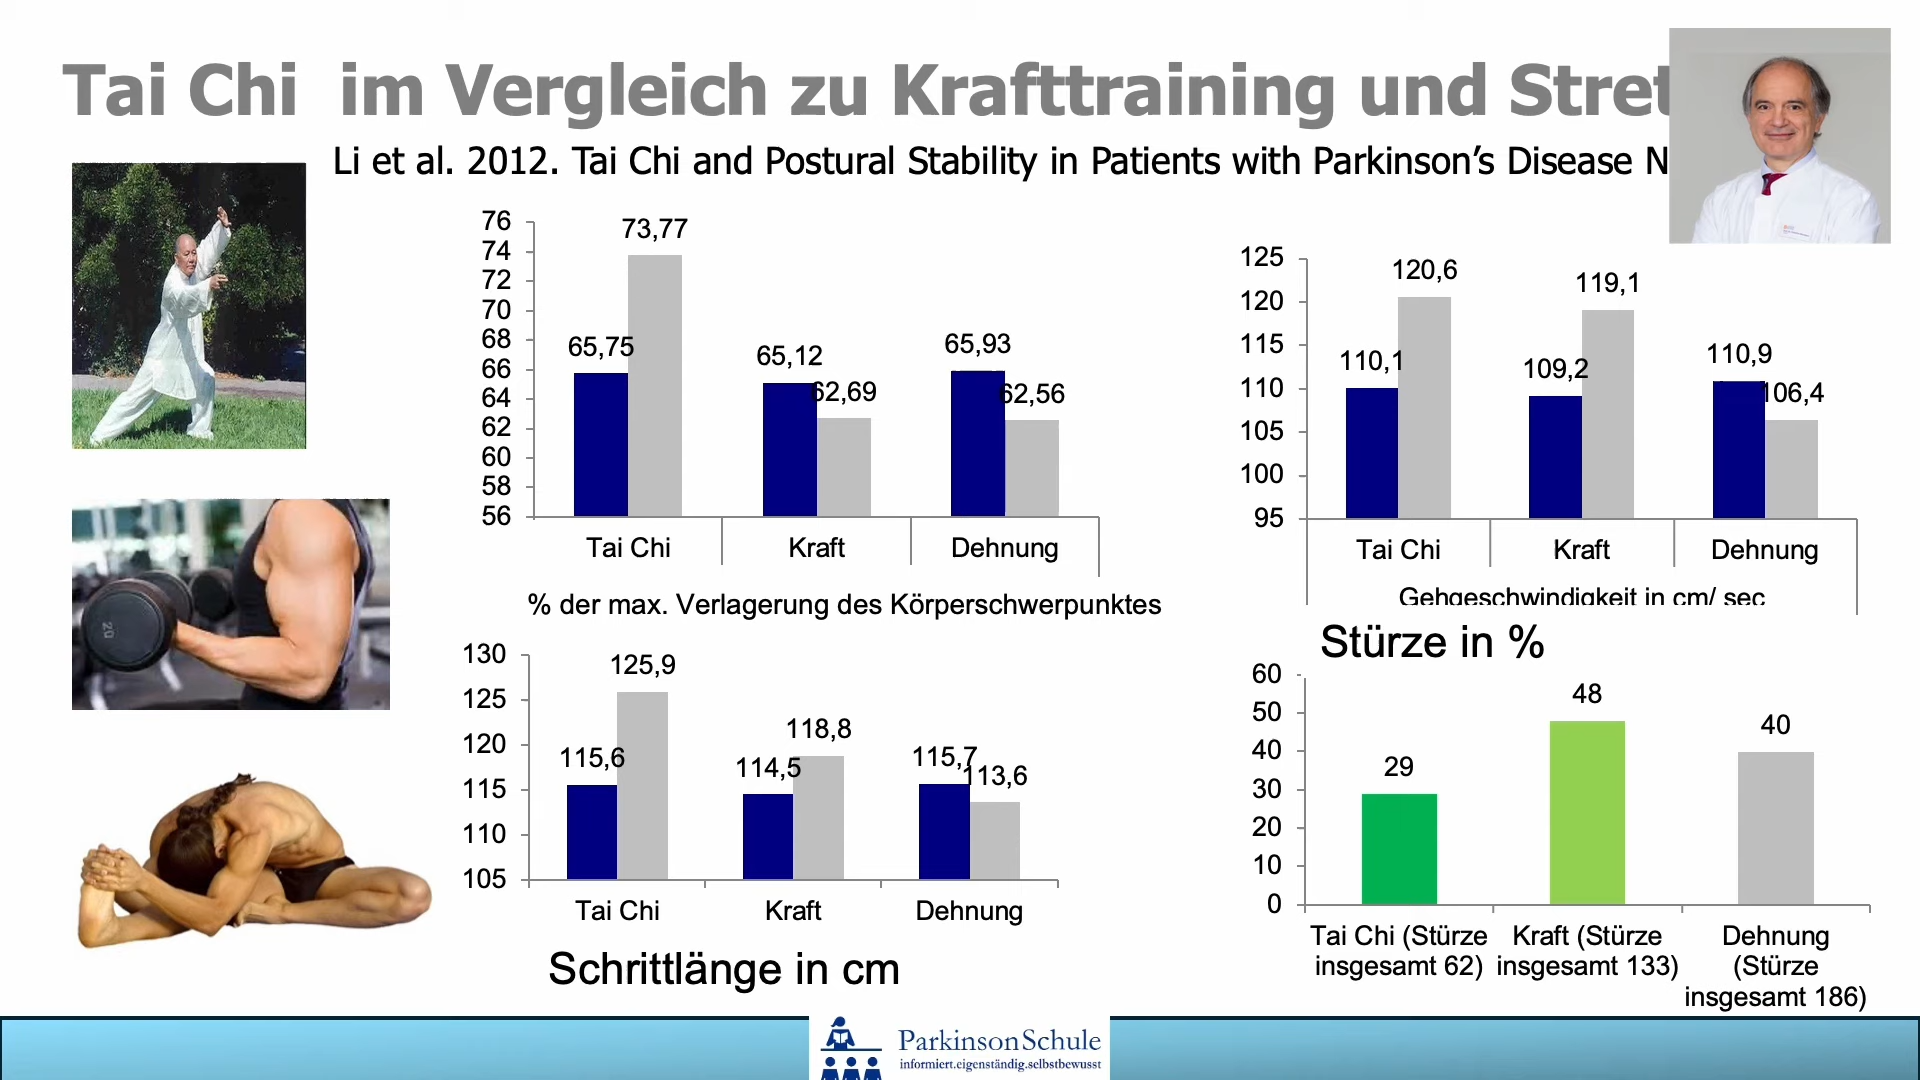 Tai Chi im Vergleich zu Krafttraining und Stret
Li et al. 2012. Tai Chi and Postural Stability in Patients with Parkinson's Disease N
76
74
72
70
68
66
64
62
60
58
56
73,77
65,75
65,12
62,69
65,93
62,56
Tai Chi
Kraft
Dehnung
% der max. Verlagerung des Körperschwerpunktes
125
120
115
110
105
100
95
120,6
119,1
110,1
109,2
110,9
106,4
Tai Chi
Kraft
Dehnung
Gehgeschwindigkeit in cm/ sec
130
125
120
115
110
105
125,9
118,8
115,6
114,5
115,7
113,6
Tai Chi
Kraft
Dehnung
Schrittlänge in cm
Stürze in %
60
50
40
30
20
10
0
29
48
40
Tai Chi (Stürze
insgesamt 62)
Kraft (Stürze
insgesamt 133)
Dehnung
(Stürze
insgesamt 186)
20
ParkinsonSchule
informiert.eigenständig.selbstbewusst